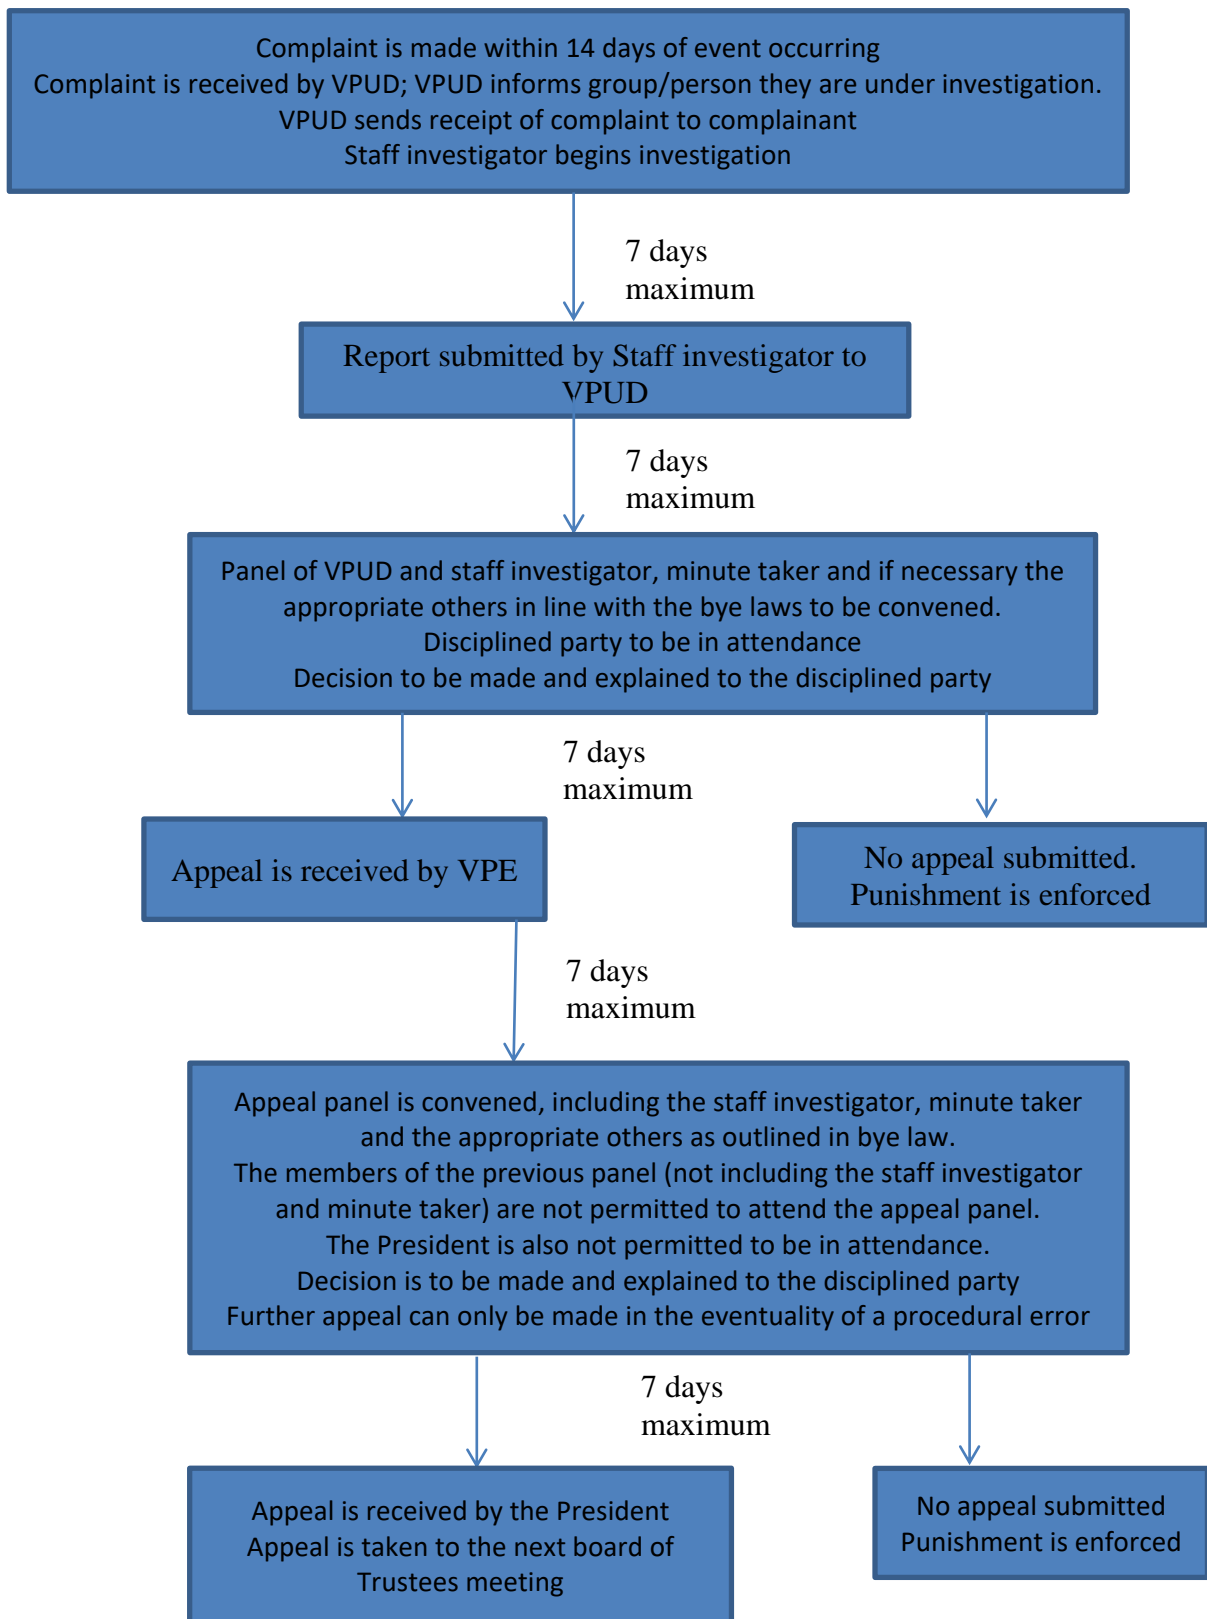 Complaint is made within 14 days of event occurring
Complaint is received by VPUD; VPUD informs group/person they are under investigation.
VPUD sends receipt of complaint to complainant
Staff investigator begins investigation
7 days
maximum
Report submitted by Staff investigator to
VPUD
7 days
maximum
Panel of VPUD and staff investigator, minute taker and if necessary the
appropriate others in line with the bye laws to be convened.
Disciplined party to be in attendance
Decision to be made and explained to the disciplined party
7 days
maximum
Appeal is received by VPE
No appeal submitted.
Punishment is enforced
7 days
maximum
Appeal panel is convened, including the staff investigator, minute taker
and the appropriate others as outlined in bye law.
The members of the previous panel (not including the staff investigator
and minute taker) are not permitted to attend the appeal panel.
The President is also not permitted to be in attendance.
Decision is to be made and explained to the disciplined party
Further appeal can only be made in the eventuality of a procedural error
7 days
maximum
Appeal is received by the President
Appeal is taken to the next board of
Trustees meeting
No appeal submitted
Punishment is enforced